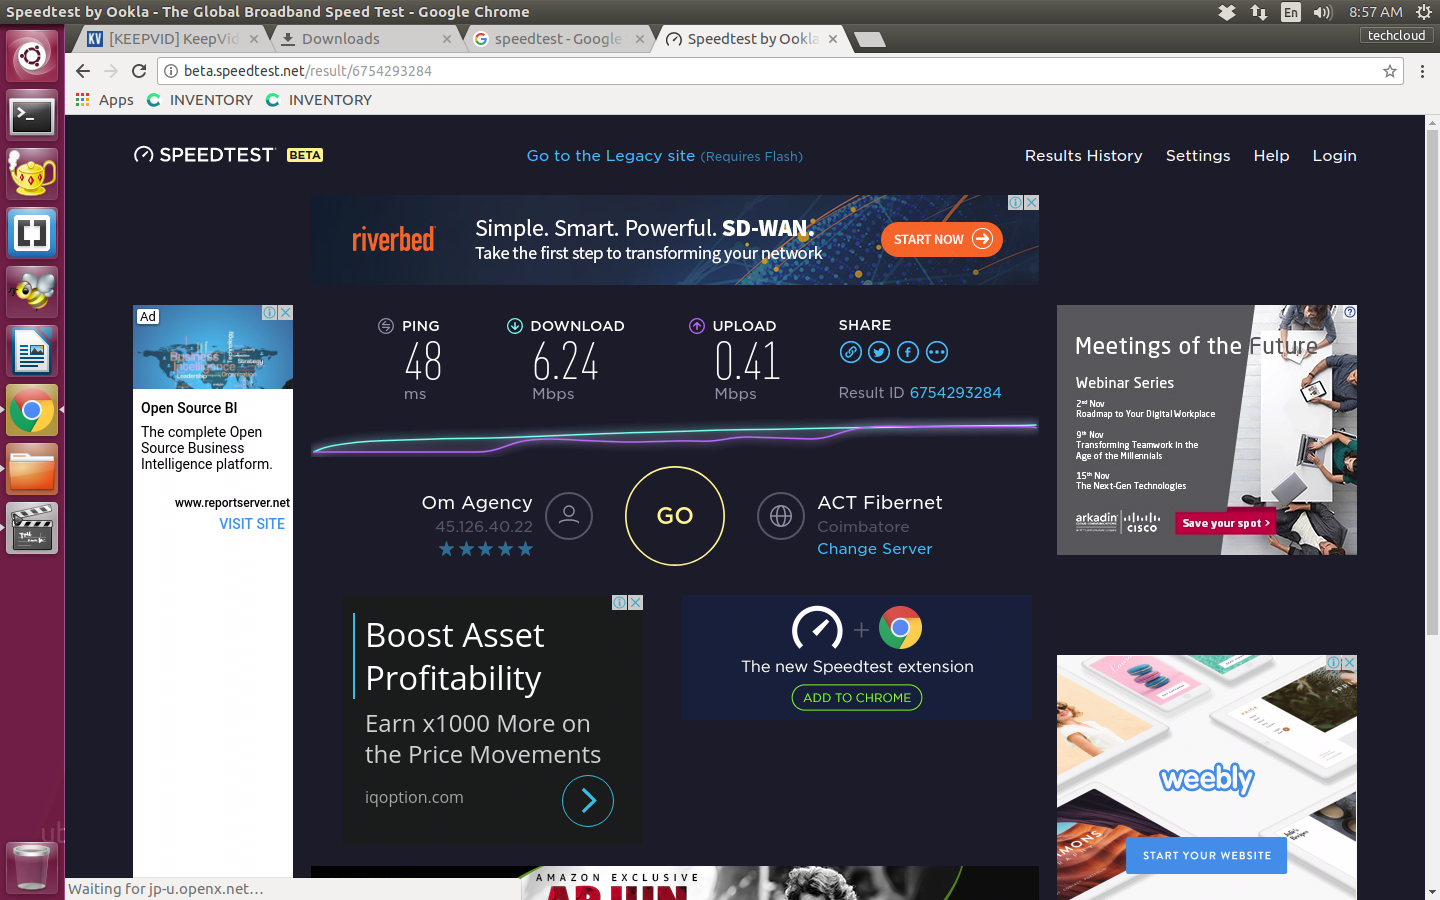 Speedtest by Ookla - The Global Broadband Speed Test - Google Chrome
En
8:57 AM
[KEEPVID] KeepVid
Downloads
speedtest - Google
Speedtest by Ookla
techcloud
beta.speedtest.net/result/6754293284
Apps
INVENTORY
INVENTORY
SPEEDTEST BETA
Go to the Legacy site (Requires Flash)
Results History
Settings
Help
Login
riverbed
Simple. Smart. Powerful. SD-WAN.
Take the first step to transforming your network
START NOW
Ad
Business
Intelligence
Technology
Strategy
Leadership
Open Source BI
The complete Open
Source Business
Intelligence platform.
www.reportserver.net
VISIT SITE
PING
48
ms
DOWNLOAD
6.24
Mbps
UPLOAD
0.41
Mbps
SHARE
Result ID 6754293284
Om Agency
45.126.40.22
GO
ACT Fibernet
Coimbatore
Change Server
Meetings of the Future
Webinar Series
2nd Nov
Roadmap to Your Digital Workplace
9th Nov
Transforming Teamwork in the
Age of the Millennials
15th Nov
The Next-Gen Technologies
arkadin
CISCO
Save your spot >
Boost Asset
Profitability
Earn x1000 More on
the Price Movements
iqoption.com
+
The new Speedtest extension
ADD TO CHROME
weebly
START YOUR WEBSITE
AMAZON EXCLUSIVE
ARJUN
Waiting for jp-u.openx.net...